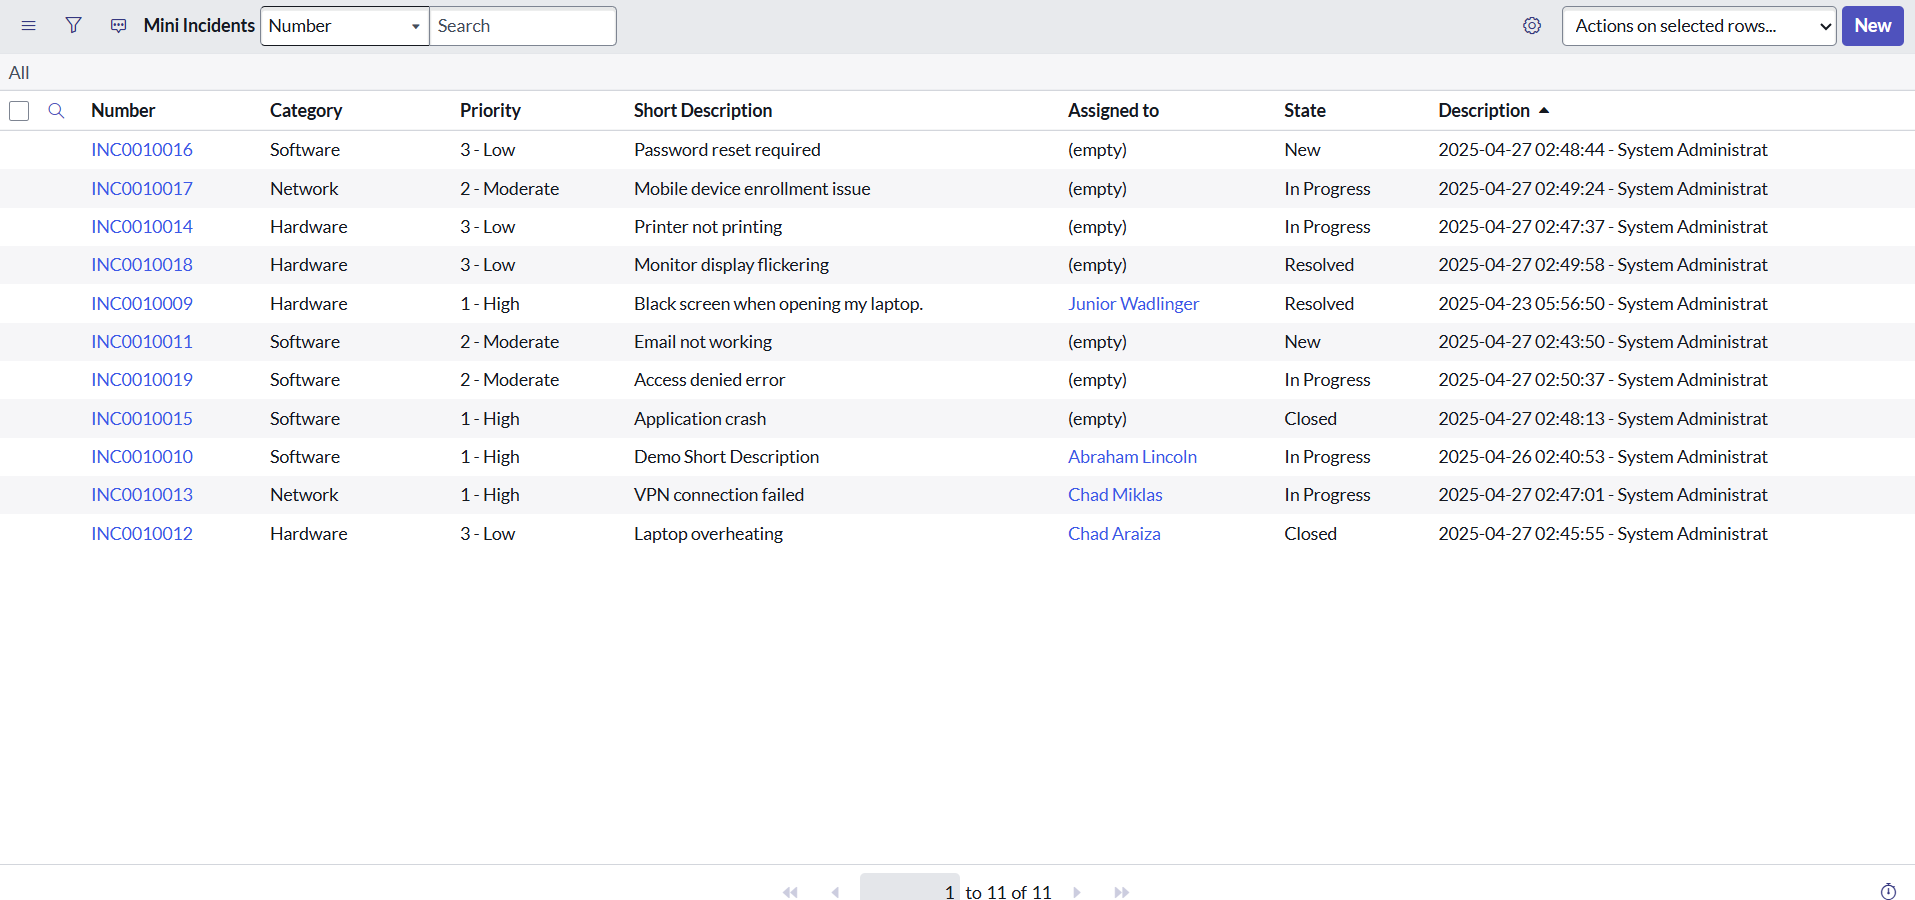 Mini Incidents Number Search Actions on selected rows... New
All
Number Category Priority Short Description Assigned to State Description
INC0010016 Software 3 - Low Password reset required (empty) New 2025-04-27 02:48:44 - System Administrat
INC0010017 Network 2 - Moderate Mobile device enrollment issue (empty) In Progress 2025-04-27 02:49:24 - System Administrat
INC0010014 Hardware 3 - Low Printer not printing (empty) In Progress 2025-04-27 02:47:37 - System Administrat
INC0010018 Hardware 3 - Low Monitor display flickering (empty) Resolved 2025-04-27 02:49:58 - System Administrat
INC0010009 Hardware 1 - High Black screen when opening my laptop. Junior Wadlinger Resolved 2025-04-23 05:56:50 - System Administrat
INC0010011 Software 2 - Moderate Email not working (empty) New 2025-04-27 02:43:50 - System Administrat
INC0010019 Software 2 - Moderate Access denied error (empty) In Progress 2025-04-27 02:50:37 - System Administrat
INC0010015 Software 1 - High Application crash (empty) Closed 2025-04-27 02:48:13 - System Administrat
INC0010010 Software 1 - High Demo Short Description Abraham Lincoln In Progress 2025-04-26 02:40:53 - System Administrat
INC0010013 Network 1 - High VPN connection failed Chad Miklas In Progress 2025-04-27 02:47:01 - System Administrat
INC0010012 Hardware 3 - Low Laptop overheating Chad Araiza Closed 2025-04-27 02:45:55 - System Administrat
1 to 11 of 11